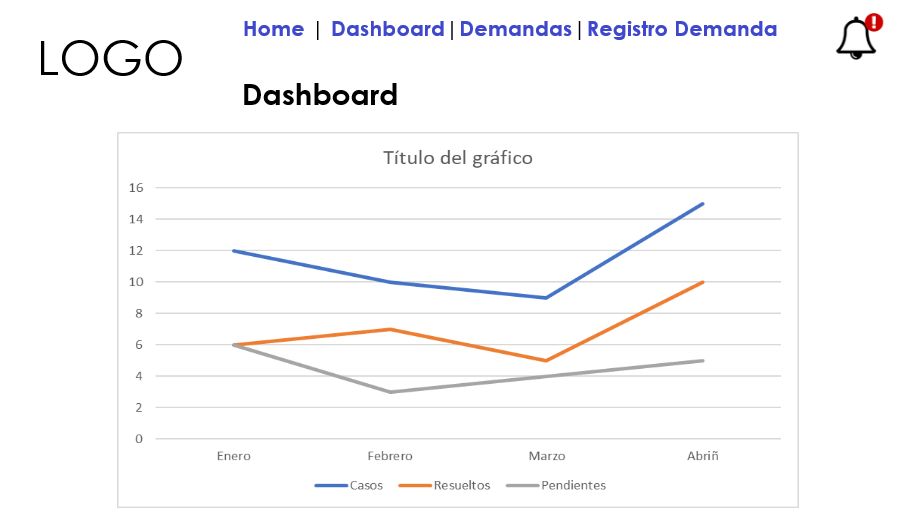 LOGO
Home | Dashboard | Demandas | Registro Demanda
!
Dashboard
Título del gráfico
16
14
12
10
8
6
4
2
0
Enero Febrero Marzo Abriñ
Casos Resueltos Pendientes